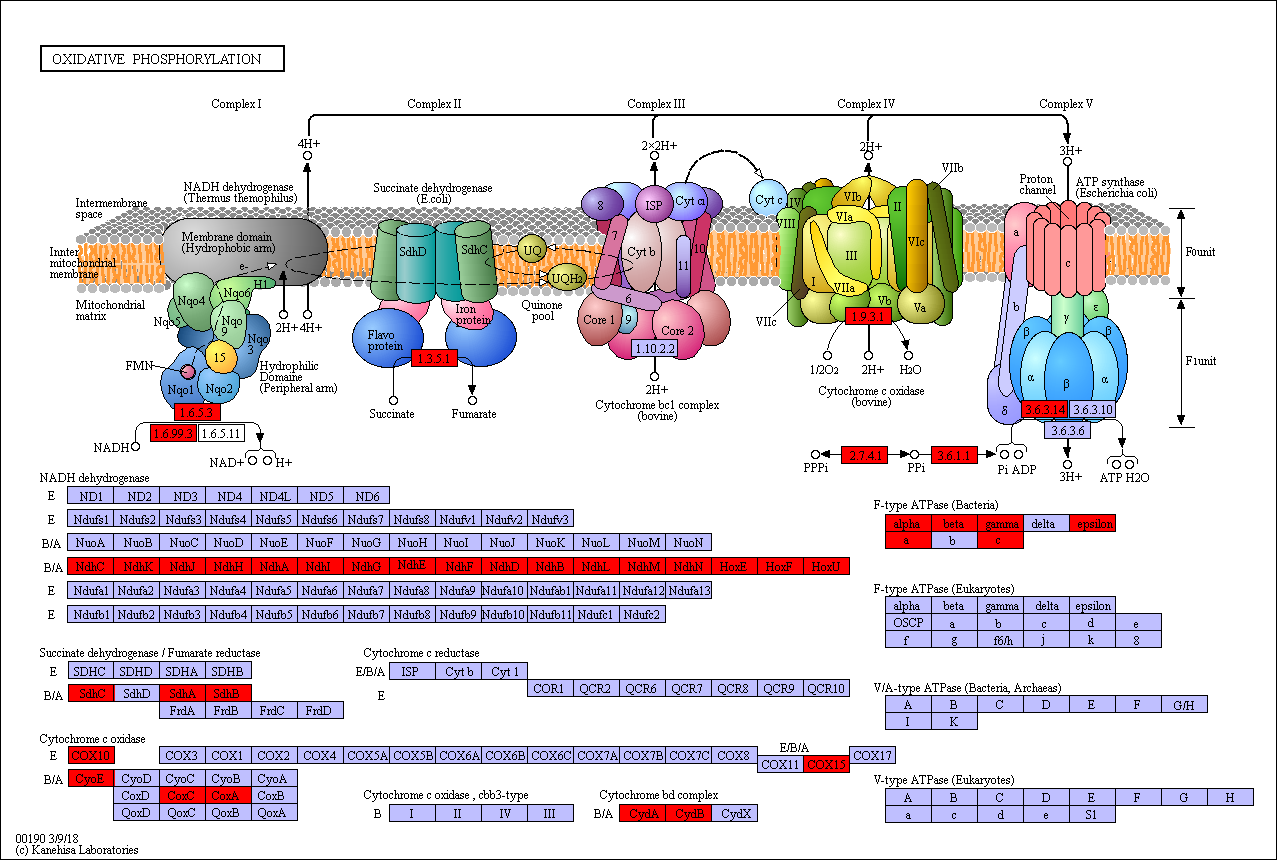 OXIDATIVE PHOSPHORYLATION
Complex I
Complex II
Complex III
Complex IV
Complex V
4H+
2×2H+
2H+
3H+
NADH dehydrogenase
(Thermus themophilus)
Succinate dehydrogenase
(E.coli)
Proton
channel
ATP synthase
(Escherichia coli)
Intermembrane
space
Innter
mitochondrial
membrane
Mitochondrial
matrix
Membrane domain
(Hydrophobic arm)
e-
H1
Nqo4
Nqo6
Nqo5
Nqo
9
Nqo
3
15
FMN
Nqo1
Nqo2
Hydrophilic
Domaine
(Peripheral arm)
2H+
4H+
1.6.5.3
1.6.99.3
1.6.5.11
NADH
NAD+
H+
SdhD
SdhC
Flavo
protein
Iron
protein
1.3.5.1
Succinate
Fumarate
UQ
UQH2
Quinone
pool
8
ISP
Cyt c1
Cyt c
7
Cyt b
10
11
6
Core 1
9
Core 2
1.10.2.2
2H+
Cytochrome bc1 complex
(bovine)
VIIb
IV
VIb
II
VIII
VIa
VIc
III
I
VIIa
VIIc
Vb
Va
1.9.3.1
1/2O2
2H+
H2O
Cytochrome c oxidase
(bovine)
a
c
b
γ
ε
β
β
α
β
α
δ
F0unit
F1unit
3.6.3.14
3.6.3.10
3.6.3.6
Pi
ADP
3H+
ATP
H2O
PPPi
2.7.4.1
PPi
3.6.1.1
NADH dehydrogenase
E ND1 ND2 ND3 ND4 ND4L ND5 ND6
E Ndufs1 Ndufs2 Ndufs3 Ndufs4 Ndufs5 Ndufs6 Ndufs7 Ndufs8 Ndufv1 Ndufv2 Ndufv3
B/A NuoA NuoB NuoC NuoD NuoE NuoF NuoG NuoH NuoI NuoJ NuoK NuoL NuoM NuoN
B/A NdhC NdhK NdhJ NdhH NdhA NdhI NdhG NdhE NdhF NdhD NdhB NdhL NdhM NdhN HoxE HoxF HoxU
E Ndufa1 Ndufa2 Ndufa3 Ndufa4 Ndufa5 Ndufa6 Ndufa7 Ndufa8 Ndufa9 Ndufa10 Ndufab1 Ndufa11 Ndufa12 Ndufa13
E Ndufb1 Ndufb2 Ndufb3 Ndufb4 Ndufb5 Ndufb6 Ndufb7 Ndufb8 Ndufb9 Ndufb10 Ndufb11 Ndufc1 Ndufc2
Succinate dehydrogenase / Fumarate reductase
E SDHC SDHD SDHA SDHB
B/A SdhC SdhD SdhA SdhB
FrdA FrdB FrdC FrdD
Cytochrome c reductase
E/B/A ISP Cyt b Cyt 1
E COR1 QCR2 QCR6 QCR7 QCR8 QCR9 QCR10
Cytochrome c oxidase
E COX10 COX3 COX1 COX2 COX4 COX5A COX5B COX6A COX6B COX6C COX7A COX7B COX7C COX8
E/B/A
COX11 COX15
COX17
B/A CyoE CyoD CyoC CyoB CyoA
CoxD CoxC CoxA CoxB
QoxD QoxC QoxB QoxA
Cytochrome c oxidase , cbb3-type
B I II IV III
Cytochrome bd complex
B/A CydA CydB CydX
F-type ATPase (Bacteria)
alpha beta gamma delta epsilon
a b c
F-type ATPase (Eukaryotes)
alpha beta gamma delta epsilon
OSCP a b c d e
f g f6/h j k 8
V/A-type ATPase (Bacteria, Archaeas)
A B C D E F G/H
I K
V-type ATPase (Eukaryotes)
A B C D E F G H
a c d e S1
00190 3/9/18
(c) Kanehisa Laboratories